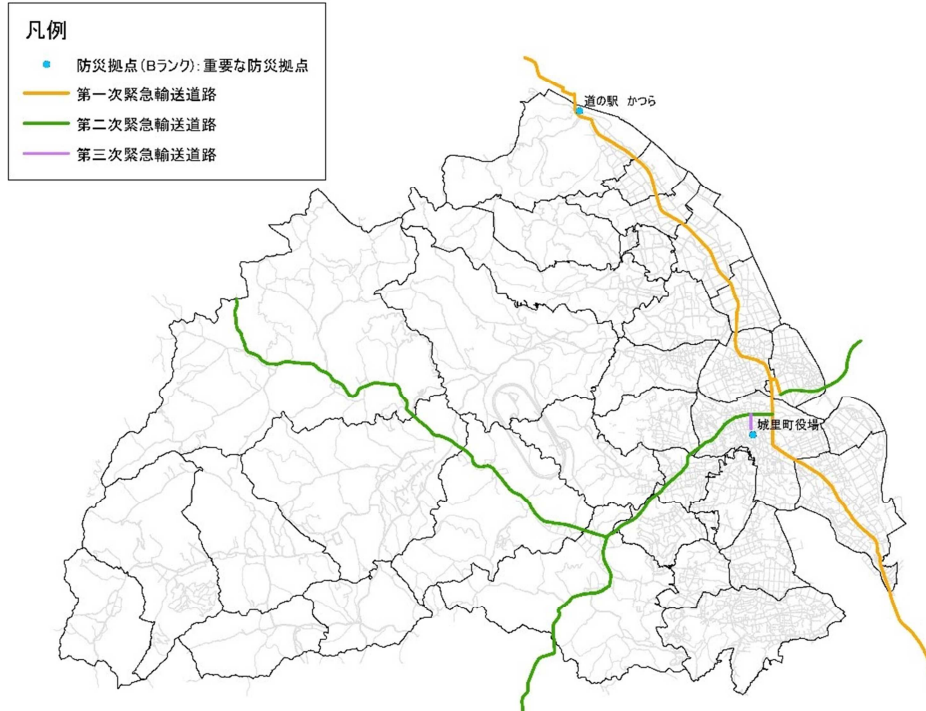 凡例
防災拠点(Bランク):重要な防災拠点
第一次緊急輸送道路
第二次緊急輸送道路
第三次緊急輸送道路
道の駅 かつら
城里町役場